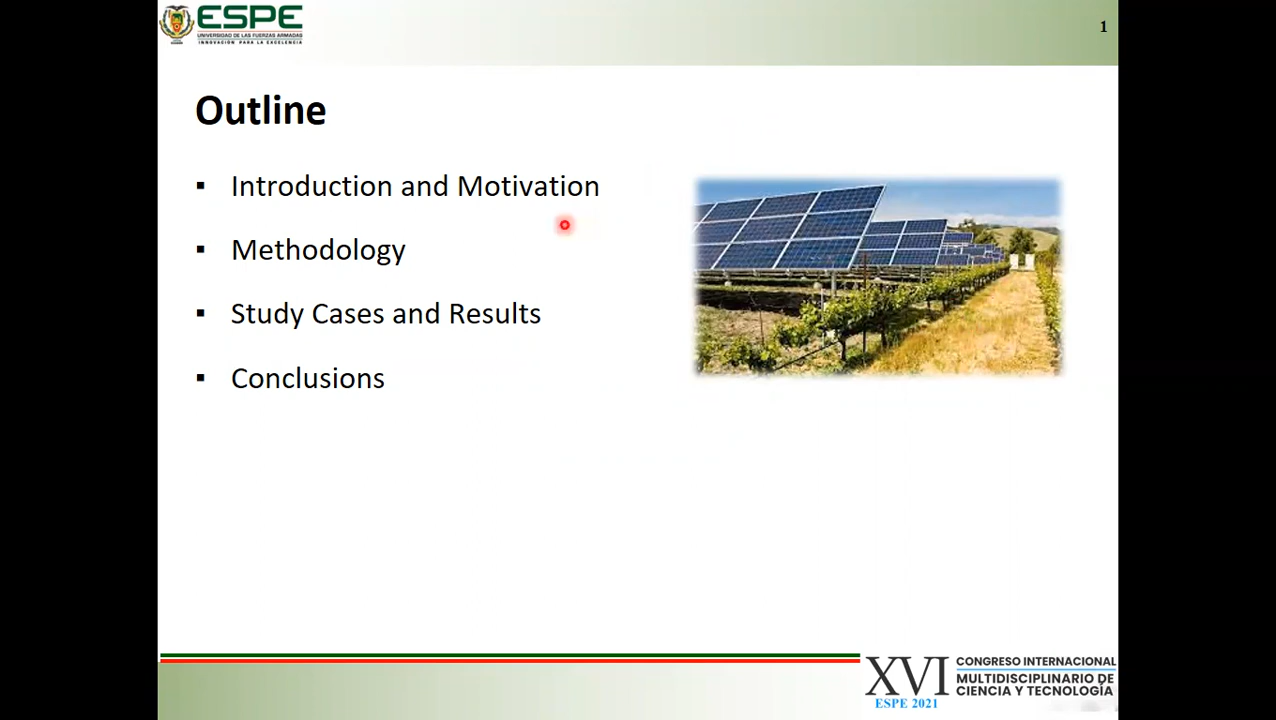 ESPE
UNIVERSIDAD DE LAS FUERZAS ARMADAS
INNOVACIÓN PARA LA EXCELENCIA
1
Outline
▪ Introduction and Motivation
▪ Methodology
▪ Study Cases and Results
▪ Conclusions
XVI
ESPE 2021
CONGRESO INTERNACIONAL
MULTIDISCIPLINARIO DE
CIENCIA Y TECNOLOGÍA